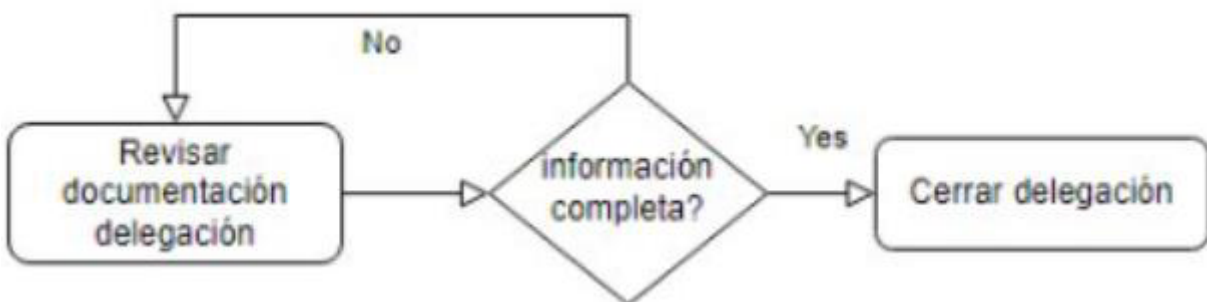 No
Revisar
documentación
delegación
información
completa?
Yes
Cerrar delegación